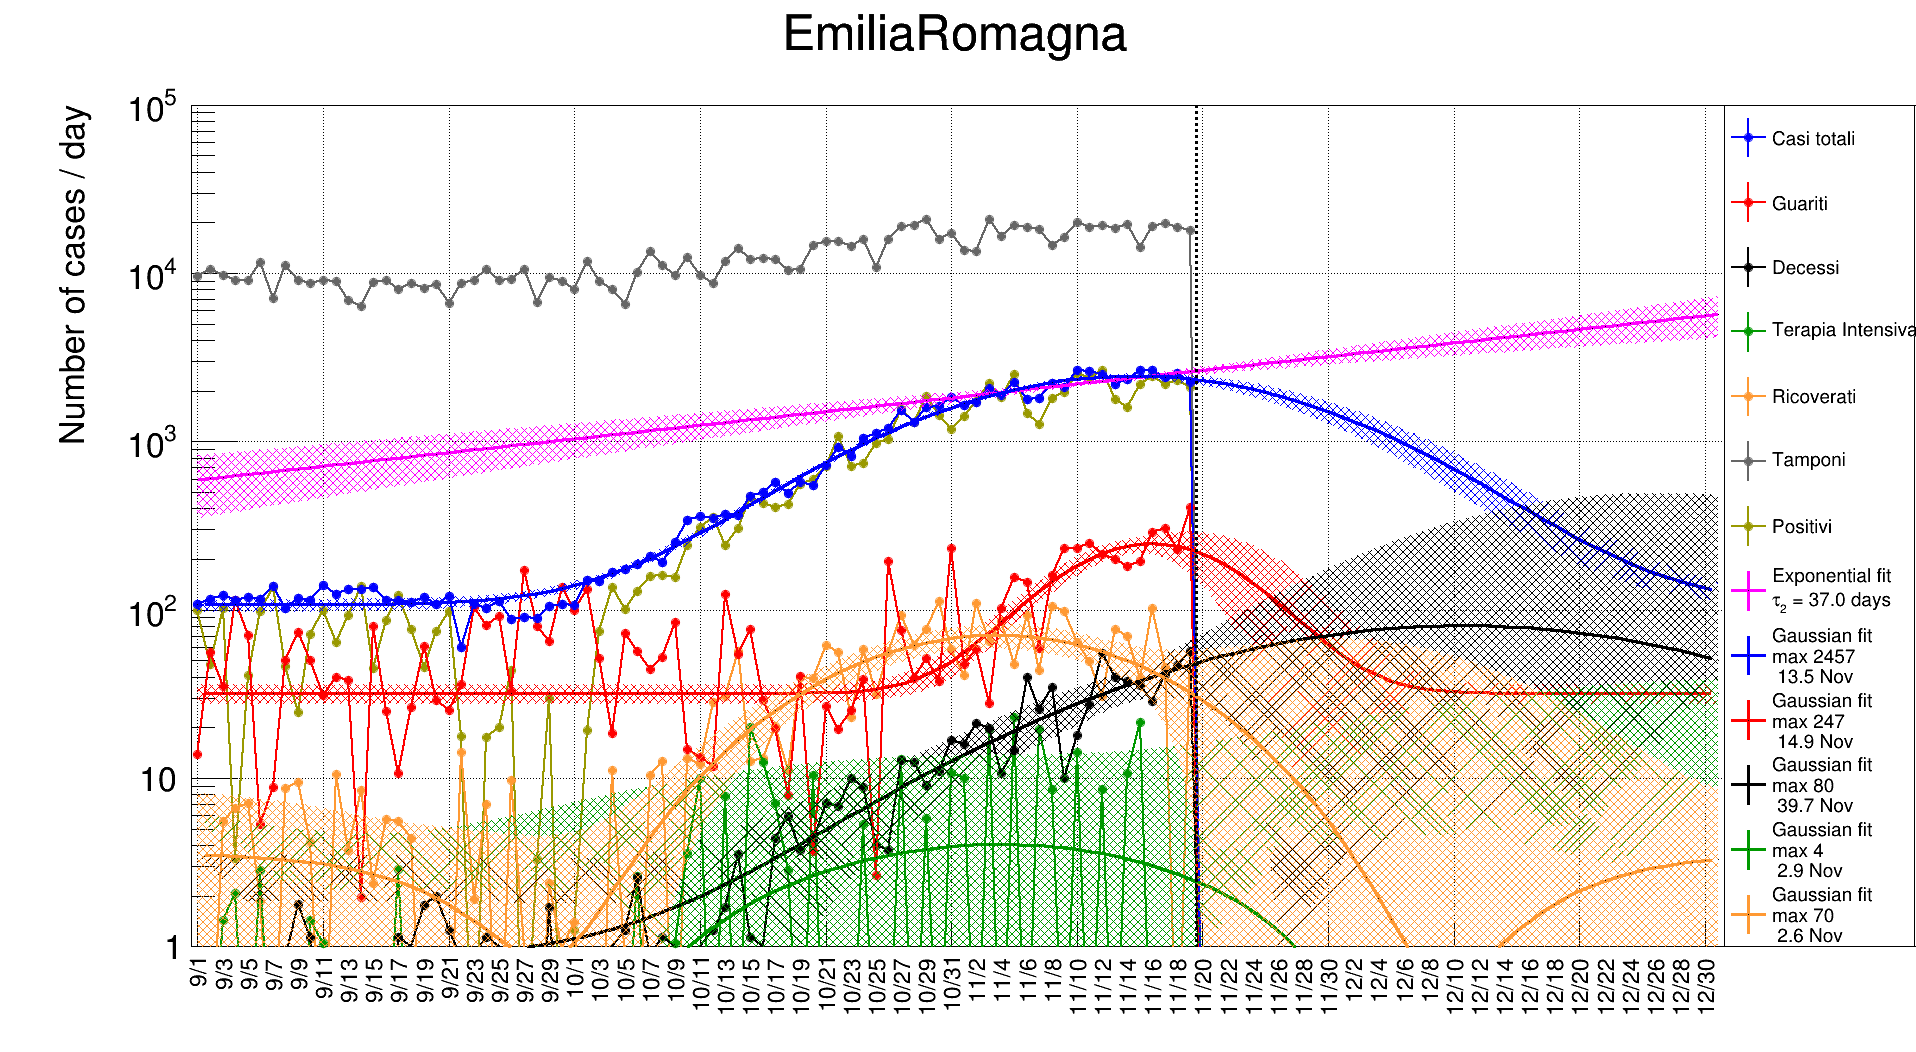 EmiliaRomagna
Number of cases / day
10^5
10^4
10^3
10^2
10
1
9/1
9/3
9/5
9/7
9/9
9/11
9/13
9/15
9/17
9/19
9/21
9/23
9/25
9/27
9/29
10/1
10/3
10/5
10/7
10/9
10/11
10/13
10/15
10/17
10/19
10/21
10/23
10/25
10/27
10/29
10/31
11/2
11/4
11/6
11/8
11/10
11/12
11/14
11/16
11/18
11/20
11/22
11/24
11/26
11/28
11/30
12/2
12/4
12/6
12/8
12/10
12/12
12/14
12/16
12/18
12/20
12/22
12/24
12/26
12/28
12/30
Casi totali
Guariti
Decessi
Terapia Intensiva
Ricoverati
Tamponi
Positivi
Exponential fit
τ2 = 37.0 days
Gaussian fit
max 2457
13.5 Nov
Gaussian fit
max 247
14.9 Nov
Gaussian fit
max 80
39.7 Nov
Gaussian fit
max 4
2.9 Nov
Gaussian fit
max 70
2.6 Nov